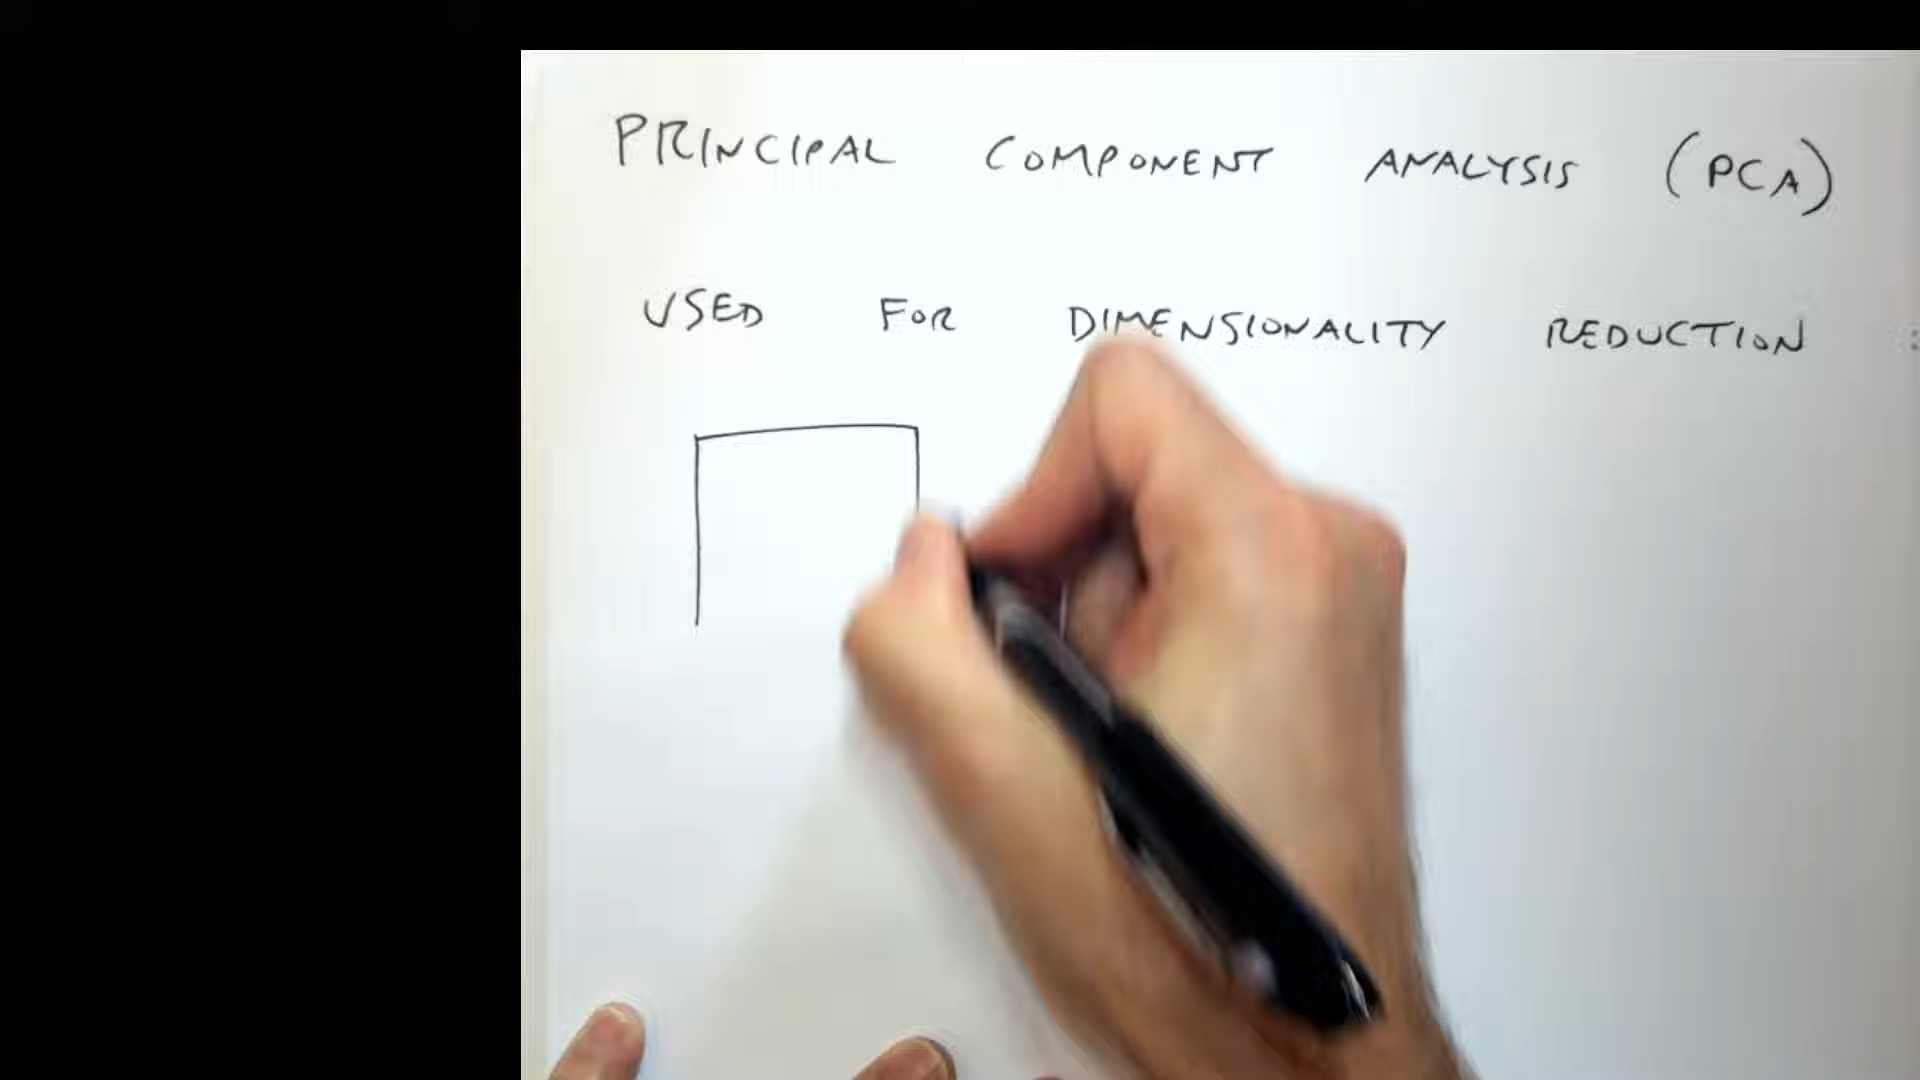 PRINCIPAL COMPONENT ANALYSIS (PCA)
USED FOR DIMENSIONALITY REDUCTION